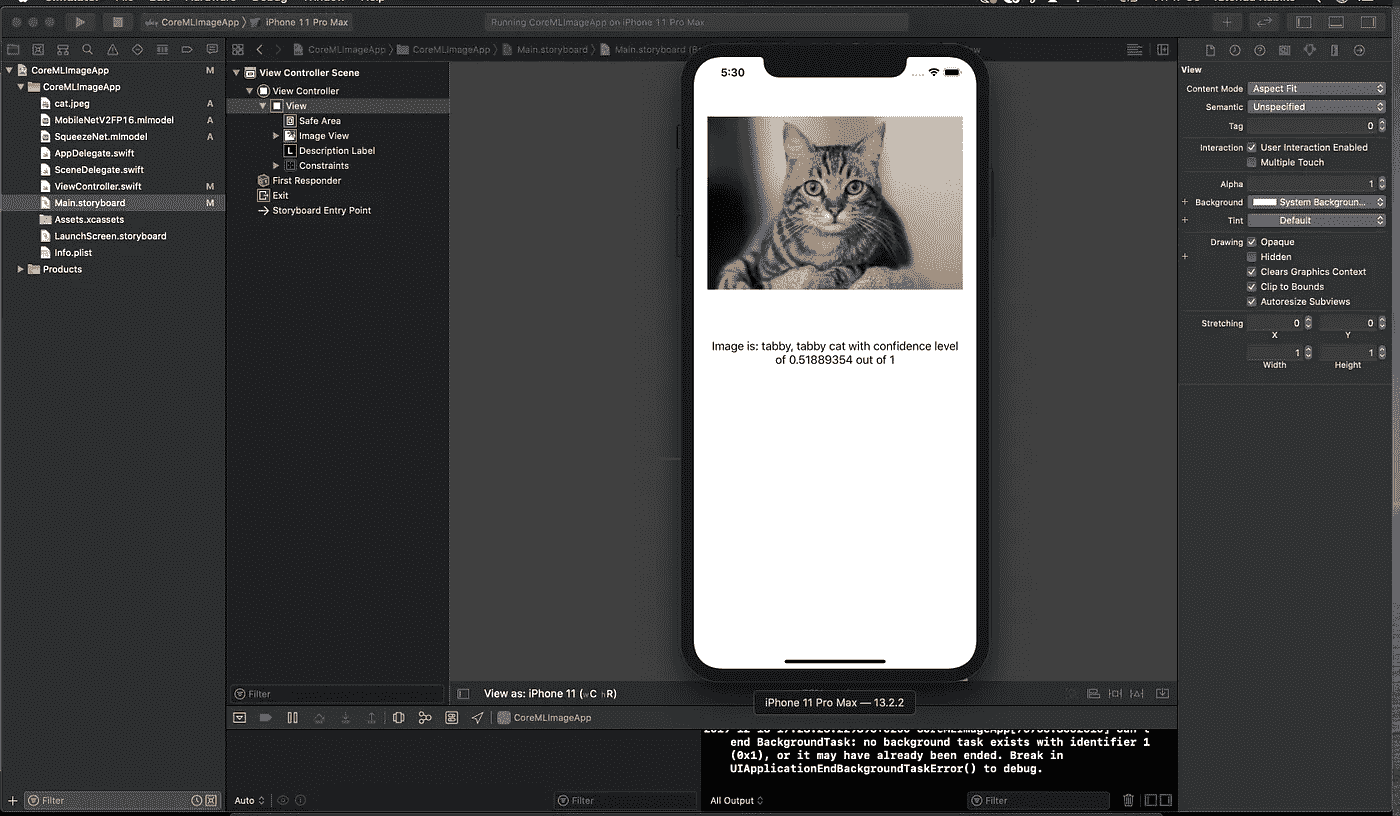 CoreMLImageApp
iPhone 11 Pro Max
Running CoreMLImageApp on iPhone 11 Pro Max
CoreMLImageApp
CoreMLImageApp
Main.storyboard
Main.storyboard
CoreMLImageApp M
CoreMLImageApp
cat.jpeg A
MobileNetV2FP16.mlmodel A
SqueezeNet.mlmodel A
AppDelegate.swift
SceneDelegate.swift
ViewController.swift M
Main.storyboard M
Assets.xcassets
LaunchScreen.storyboard
Info.plist
Products
Filter
View Controller Scene
View Controller
View
Safe Area
Image View
L Description Label
Constraints
First Responder
Exit
Storyboard Entry Point
Filter
5:30
Image is: tabby, tabby cat with confidence level
of 0.51889354 out of 1
View as: iPhone 11 (wC hR)
iPhone 11 Pro Max — 13.2.2
CoreMLImageApp
end BackgroundTask: no background task exists with identifier 1
(0x1), or it may have already been ended. Break in
UIApplicationEndBackgroundTaskError() to debug.
Auto
Filter
All Output
Filter
View
Content Mode Aspect Fit
Semantic Unspecified
Tag 0
Interaction User Interaction Enabled
Multiple Touch
Alpha 1
Background System Backgroun...
Tint Default
Drawing Opaque
Hidden
Clears Graphics Context
Clip to Bounds
Autoresize Subviews
Stretching 0 0
X Y
1 1
Width Height